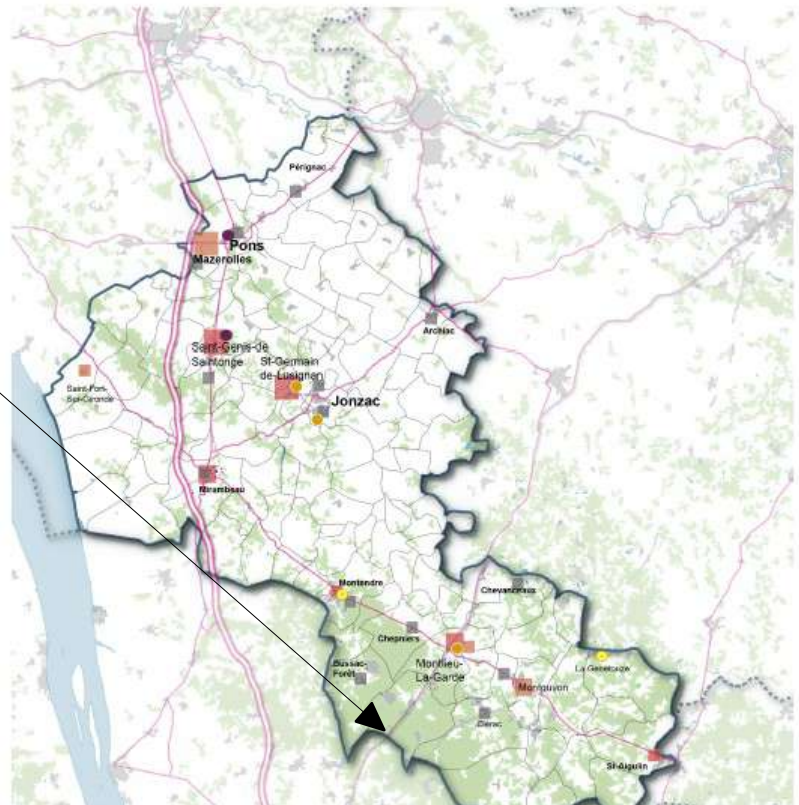 Pérignac
Pons
Mazerolles
Archiac
Saint-Genis-de
Saintonge
St-Germain
de-Lusignan
Saint-Fort-
Sur-Gironde
Jonzac
Mirambeau
Montendre
Chevanceaux
Chepniers
Bussac-
Forêt
Montlieu-
La-Garde
La Genetouze
Montguyon
Clérac
St-Aigulin